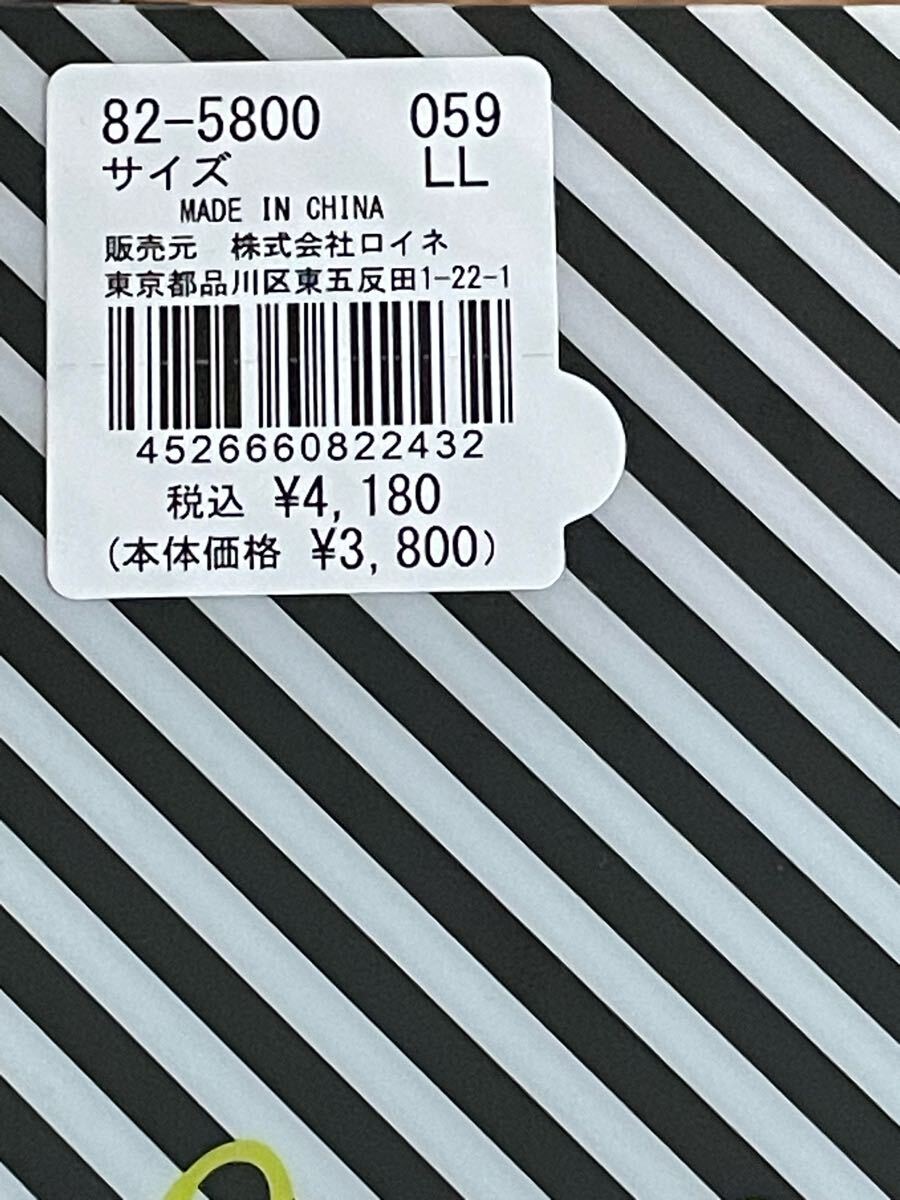 82-5800 059
サイズ LL
MADE IN CHINA
販売元 株式会社ロイネ
東京都品川区東五反田1-22-1
4526660822432
税込 ¥4,180
(本体価格 ¥3,800)